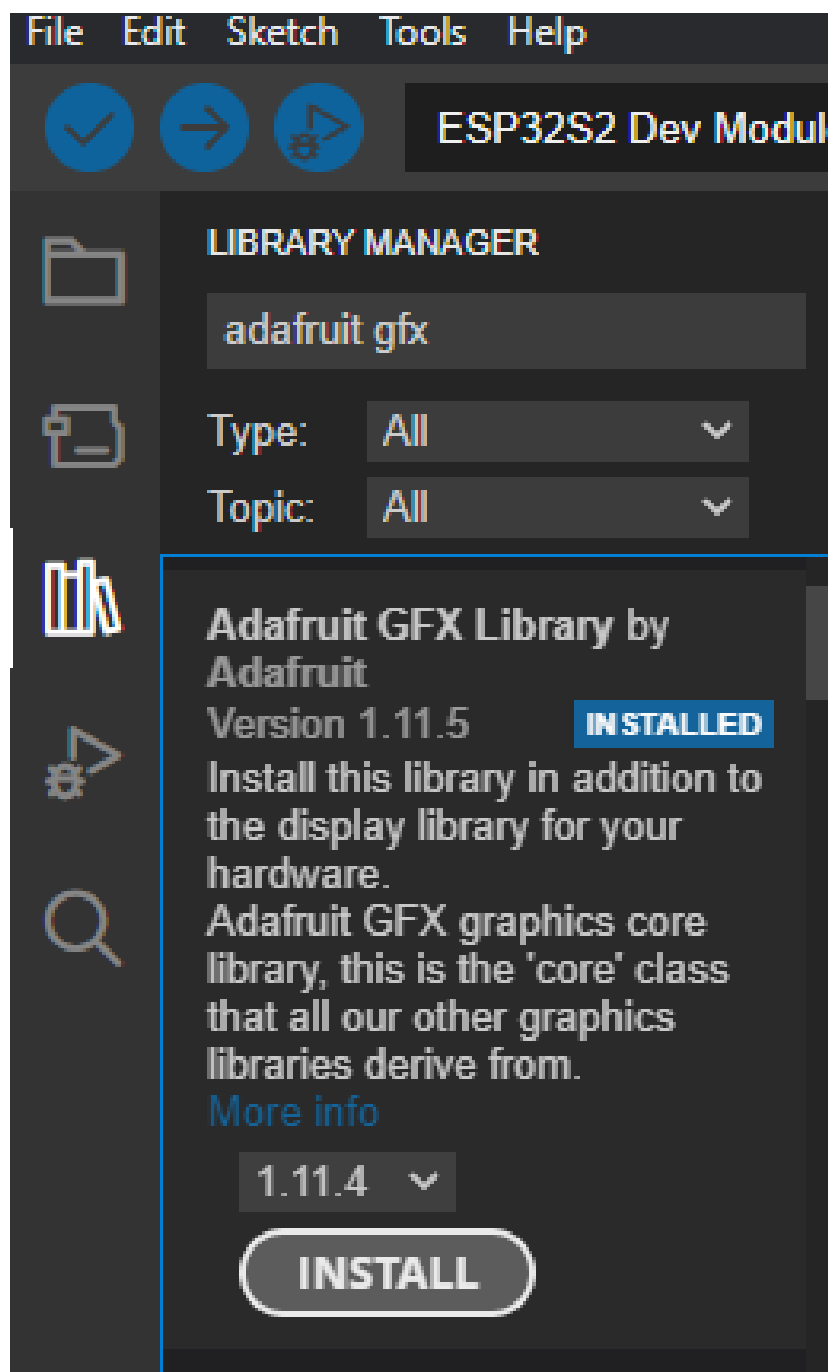 File Edit Sketch Tools Help
ESP32S2 Dev Modul
LIBRARY MANAGER
adafruit gfx
Type: All
Topic: All
Adafruit GFX Library by
Adafruit
Version 1.11.5 INSTALLED
Install this library in addition to
the display library for your
hardware.
Adafruit GFX graphics core
library, this is the 'core' class
that all our other graphics
libraries derive from.
More info
1.11.4
INSTALL